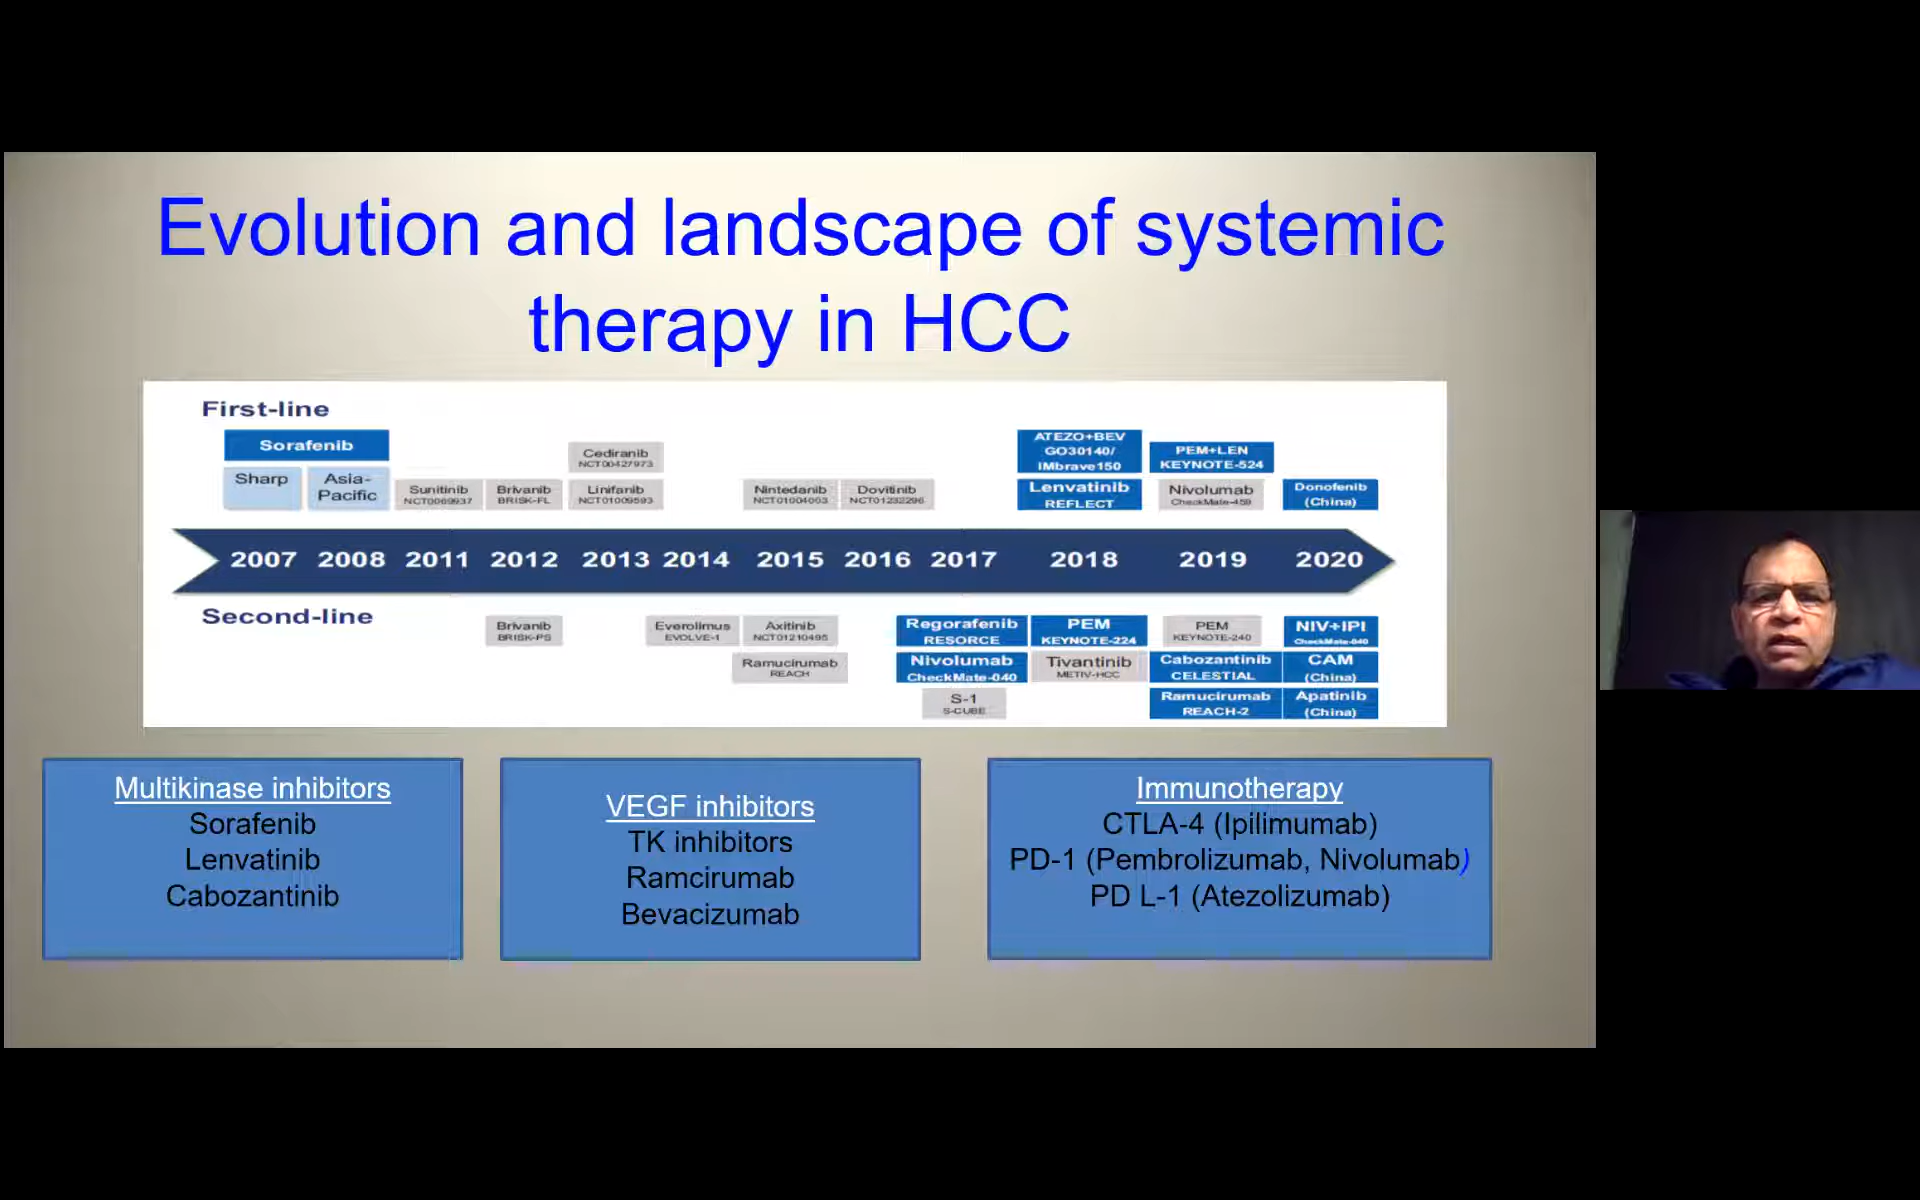 Evolution and landscape of systemic
therapy in HCC
First-line
Sorafenib
Sharp
Asia-
Pacific
Sunitinib
NCT0069937
Brivanib
BRISK-FL
Cediranib
NCT00427973
Linifanib
NCT01009593
Nintedanib
NCT01004003
Dovitinib
NCT01232296
ATEZO+BEV
GO30140/
IMbrave150
Lenvatinib
REFLECT
PEM+LEN
KEYNOTE-524
Nivolumab
CheckMate-459
Donofenib
(China)
2007 2008 2011 2012 2013 2014 2015 2016 2017 2018 2019 2020
Second-line
Brivanib
BRISK-PS
Everolimus
EVOLVE-1
Axitinib
NCT01210495
Ramucirumab
REACH
Regorafenib
RESORCE
Nivolumab
CheckMate-040
S-1
S-CUBE
PEM
KEYNOTE-224
Tivantinib
METIV-HCC
PEM
KEYNOTE-240
Cabozantinib
CELESTIAL
Ramucirumab
REACH-2
NIV+IPI
CheckMate-040
CAM
(China)
Apatinib
(China)
Multikinase inhibitors
Sorafenib
Lenvatinib
Cabozantinib
VEGF inhibitors
TK inhibitors
Ramcirumab
Bevacizumab
Immunotherapy
CTLA-4 (Ipilimumab)
PD-1 (Pembrolizumab, Nivolumab)
PD L-1 (Atezolizumab)